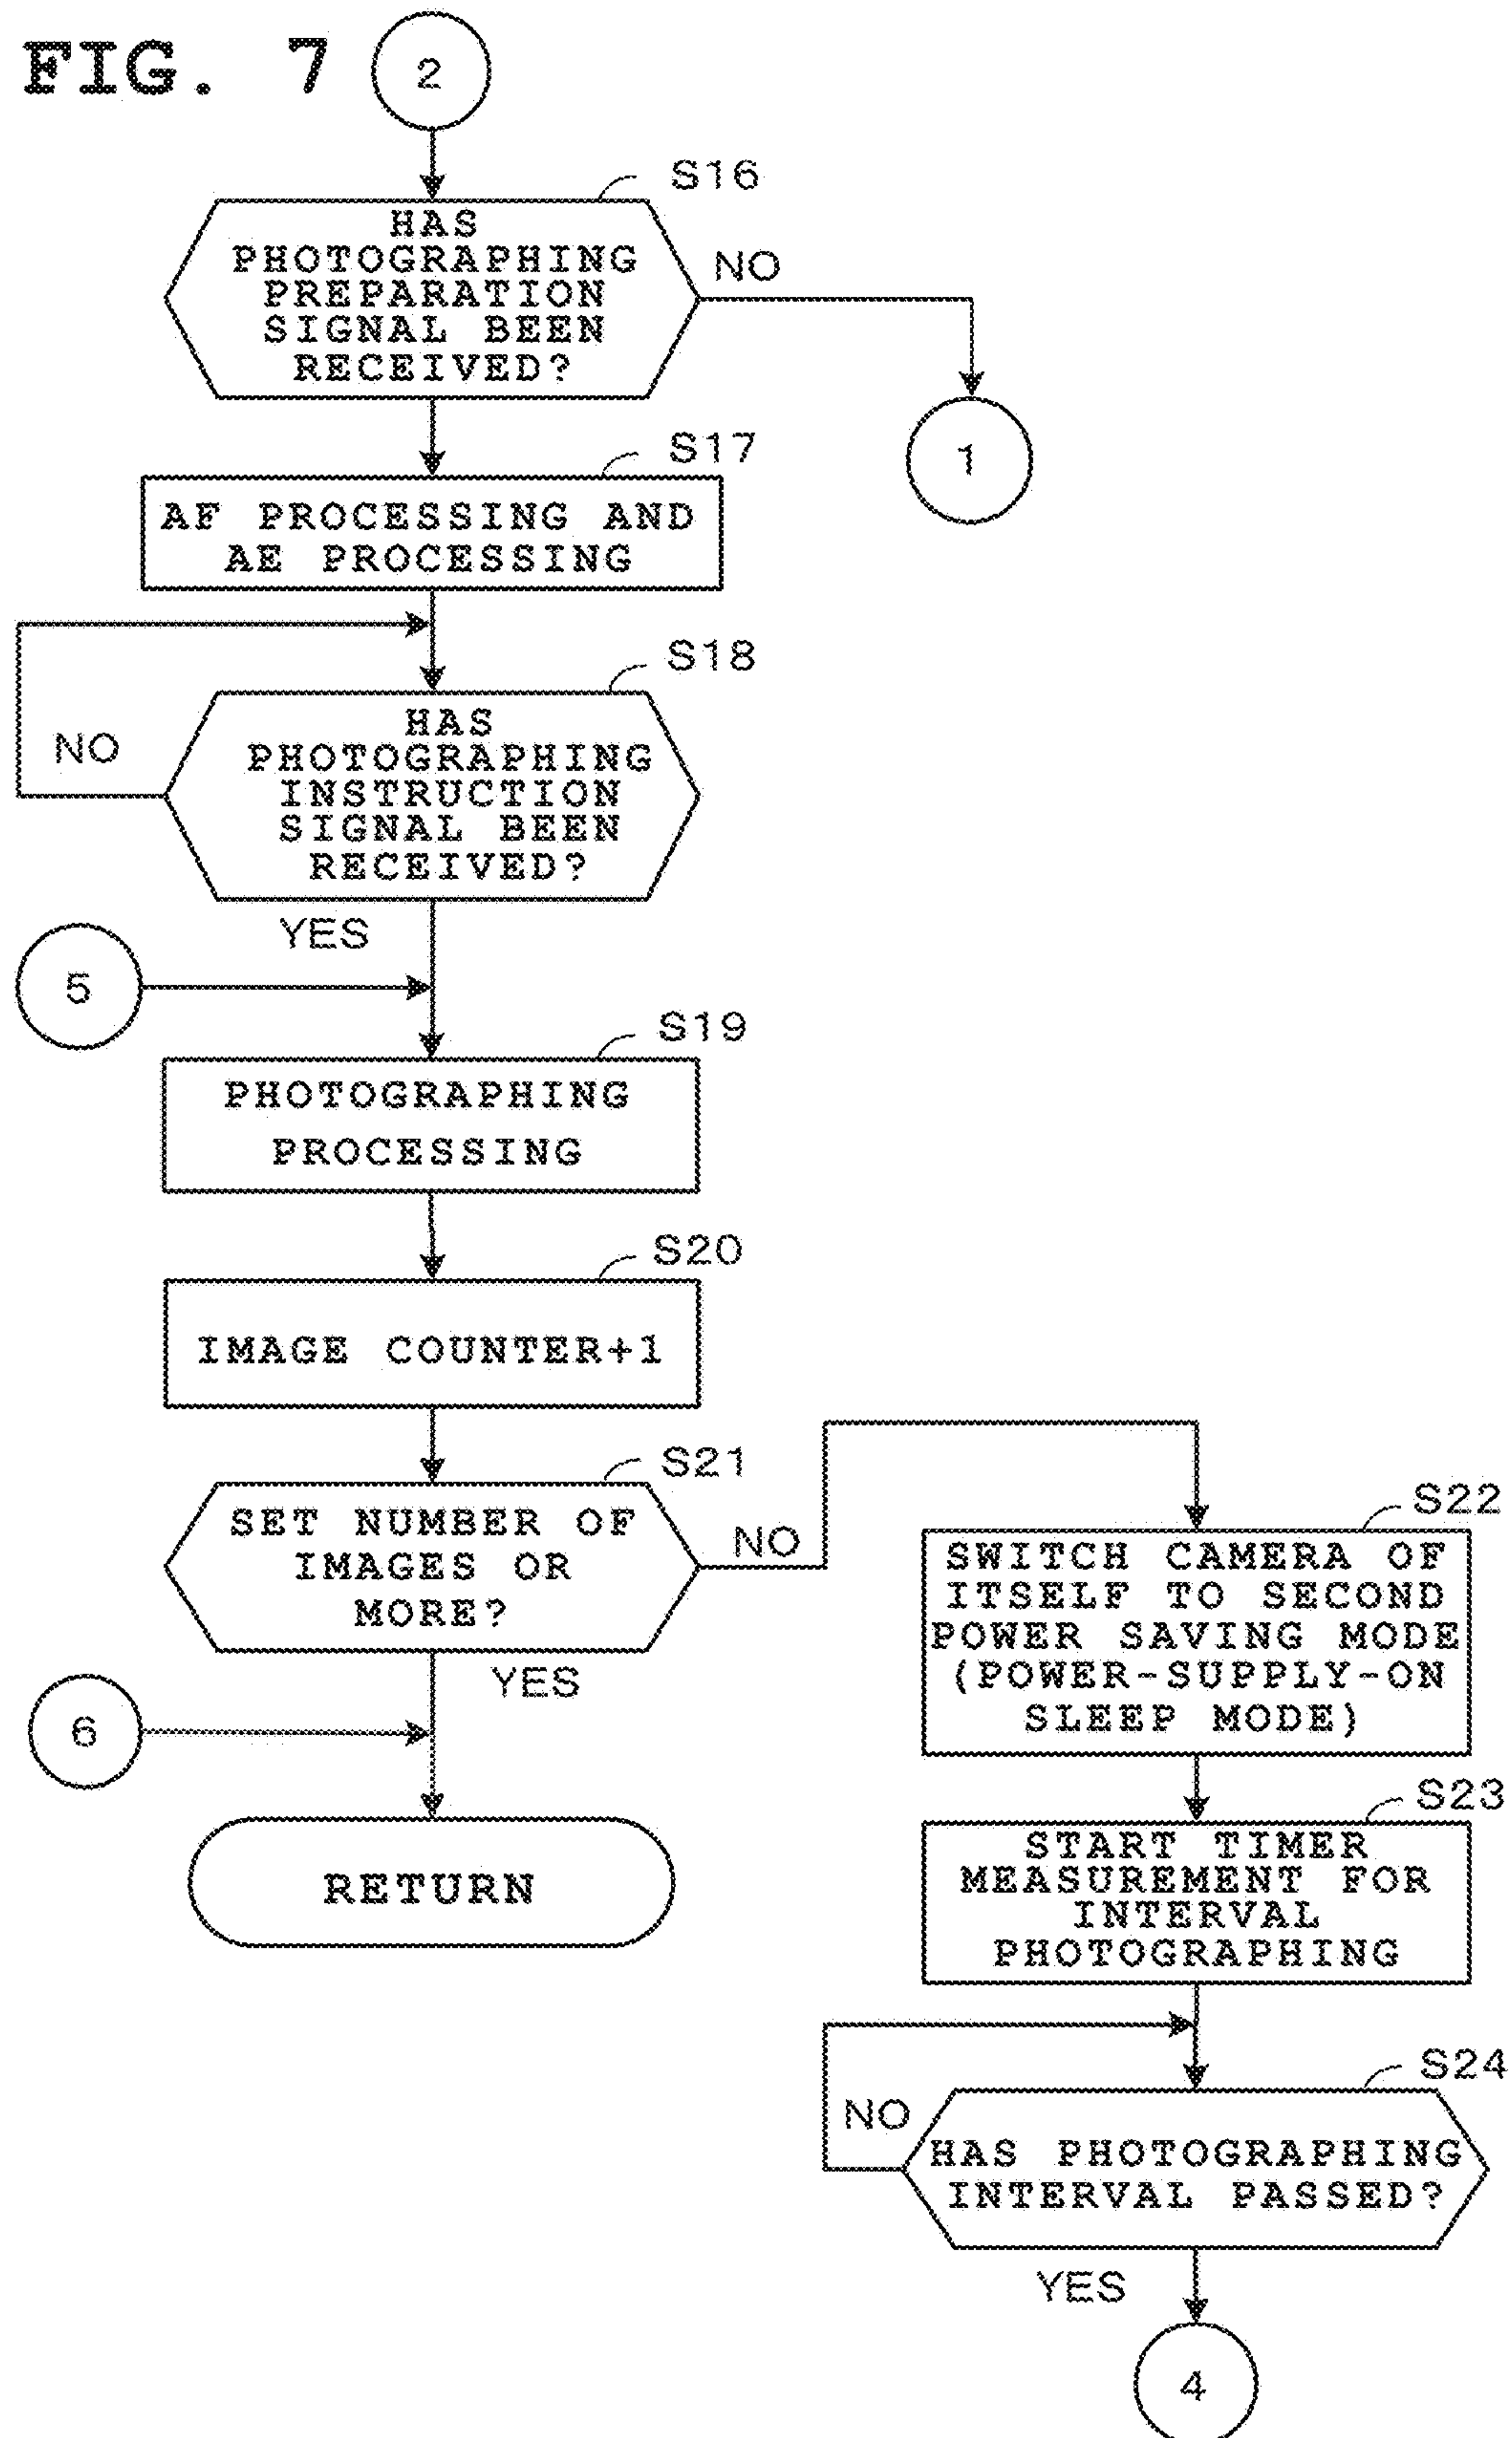 FIG. 7
2
S16
HAS
PHOTOGRAPHING
PREPARATION
SIGNAL BEEN
RECEIVED?
NO
1
S17
AF PROCESSING AND
AE PROCESSING
S18
HAS
PHOTOGRAPHING
INSTRUCTION
SIGNAL BEEN
RECEIVED?
NO
YES
5
S19
PHOTOGRAPHING
PROCESSING
S20
IMAGE COUNTER+1
S21
SET NUMBER OF
IMAGES OR
MORE?
NO
YES
6
RETURN
S22
SWITCH CAMERA OF
ITSELF TO SECOND
POWER SAVING MODE
(POWER-SUPPLY-ON
SLEEP MODE)
S23
START TIMER
MEASUREMENT FOR
INTERVAL
PHOTOGRAPHING
S24
NO
HAS PHOTOGRAPHING
INTERVAL PASSED?
YES
4